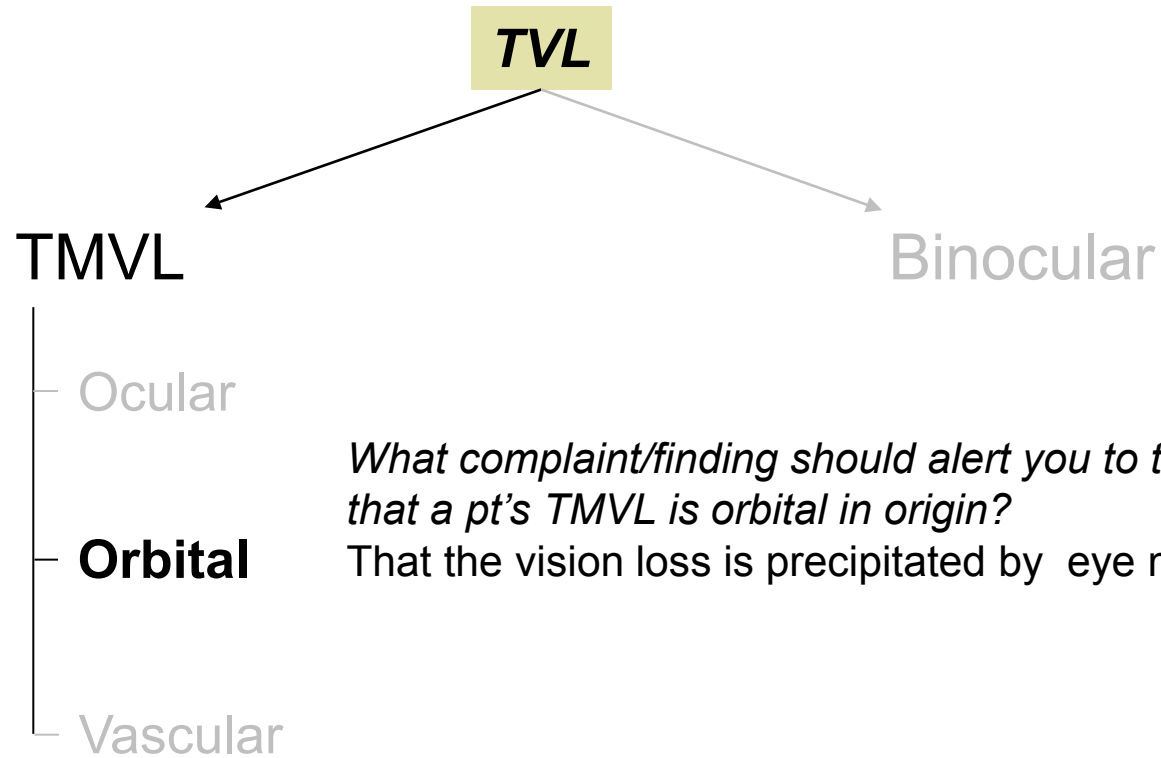 TVL
TMVL
Binocular
Ocular
What complaint/finding should alert you to
that a pt's TMVL is orbital in origin?
Orbital
That the vision loss is precipitated by eye
Vascular